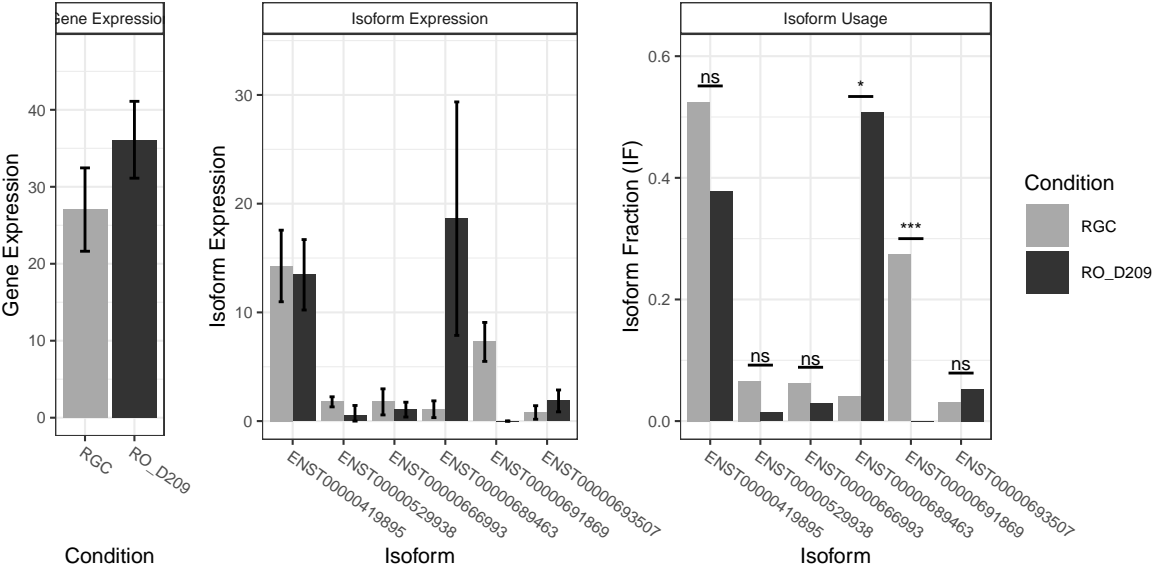 Gene Expression
Gene Expression
0
10
20
30
40
RGC
RO_D209
Condition
Isoform Expression
Isoform Expression
0
10
20
30
ENST00000419895
ENST00000529938
ENST00000666993
ENST00000689463
ENST00000691869
ENST00000693507
Isoform
Isoform Usage
Isoform Fraction (IF)
0.0
0.2
0.4
0.6
ns
ns
ns
*
***
ns
ENST00000419895
ENST00000529938
ENST00000666993
ENST00000689463
ENST00000691869
ENST00000693507
Isoform
Condition
RGC
RO_D209